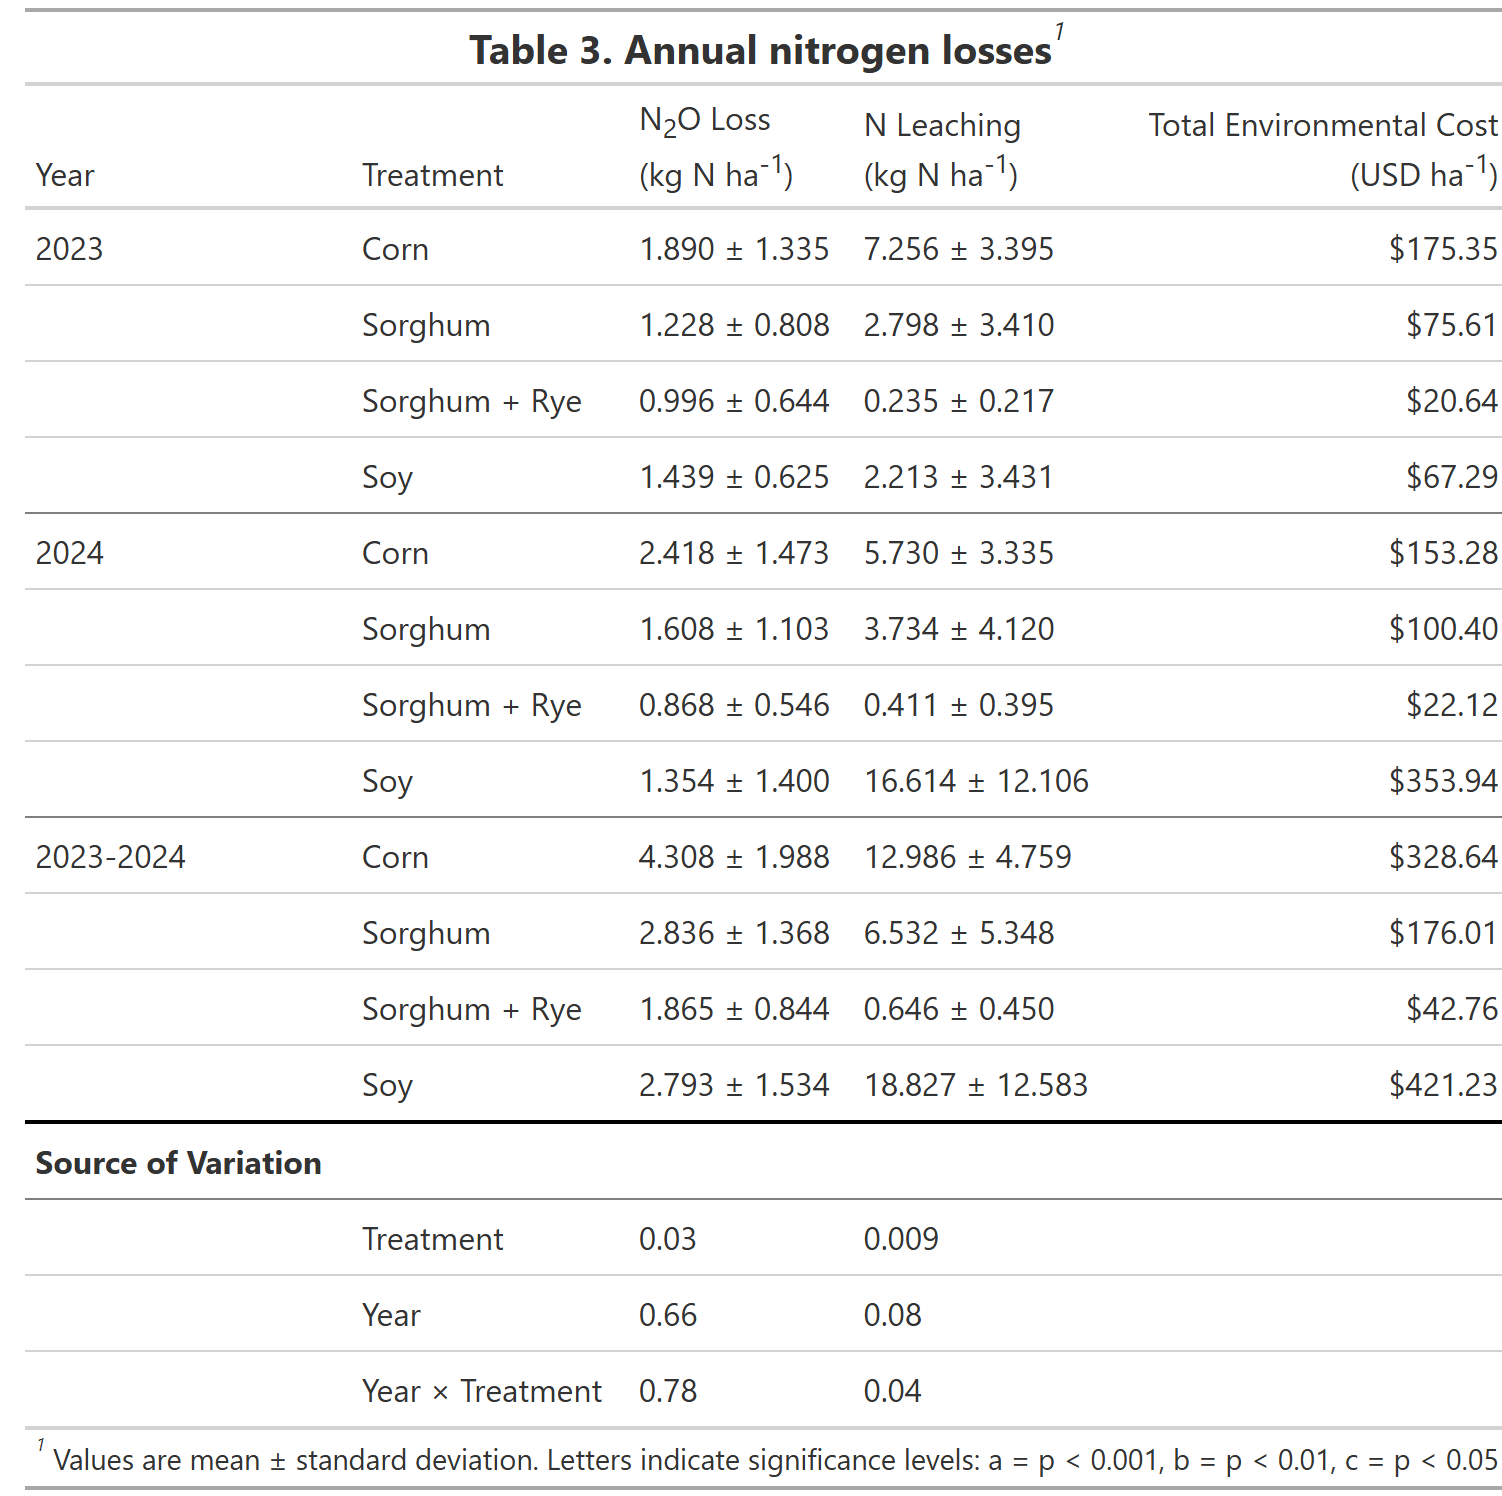 Table 3. Annual nitrogen losses¹
Year Treatment N₂O Loss (kg N ha⁻¹) N Leaching (kg N ha⁻¹) Total Environmental Cost (USD ha⁻¹)
2023 Corn 1.890 ± 1.335 7.256 ± 3.395 $175.35
Sorghum 1.228 ± 0.808 2.798 ± 3.410 $75.61
Sorghum + Rye 0.996 ± 0.644 0.235 ± 0.217 $20.64
Soy 1.439 ± 0.625 2.213 ± 3.431 $67.29
2024 Corn 2.418 ± 1.473 5.730 ± 3.335 $153.28
Sorghum 1.608 ± 1.103 3.734 ± 4.120 $100.40
Sorghum + Rye 0.868 ± 0.546 0.411 ± 0.395 $22.12
Soy 1.354 ± 1.400 16.614 ± 12.106 $353.94
2023-2024 Corn 4.308 ± 1.988 12.986 ± 4.759 $328.64
Sorghum 2.836 ± 1.368 6.532 ± 5.348 $176.01
Sorghum + Rye 1.865 ± 0.844 0.646 ± 0.450 $42.76
Soy 2.793 ± 1.534 18.827 ± 12.583 $421.23
Source of Variation
Treatment 0.03 0.009
Year 0.66 0.08
Year × Treatment 0.78 0.04
¹ Values are mean ± standard deviation. Letters indicate significance levels: a = p < 0.001, b = p < 0.01, c = p < 0.05